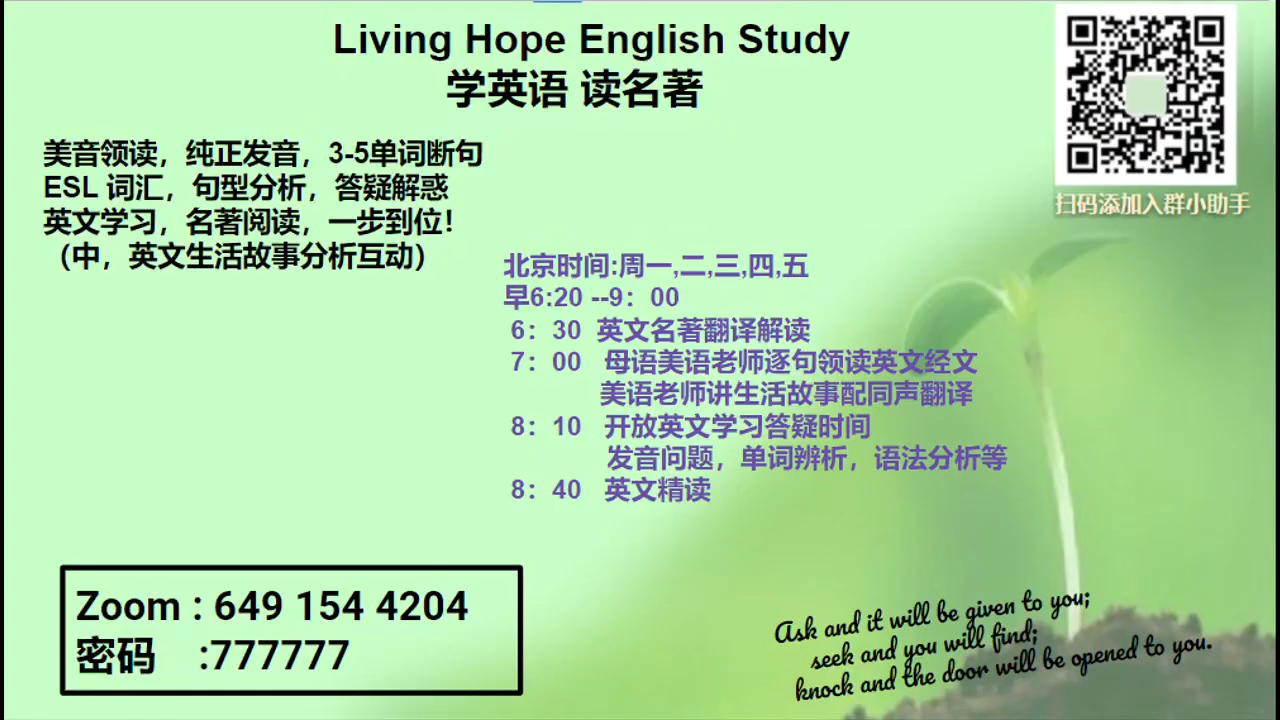 Living Hope English Study
学英语 读名著
扫码添加入群小助手
美音领读，纯正发音，3-5单词断句
ESL 词汇，句型分析，答疑解惑
英文学习，名著阅读，一步到位！
（中，英文生活故事分析互动）
北京时间:周一,二,三,四,五
早6:20 --9：00
6：30 英文名著翻译解读
7：00 母语美语老师逐句领读英文经文
美语老师讲生活故事配同声翻译
8：10 开放英文学习答疑时间
发音问题，单词辨析，语法分析等
8：40 英文精读
Zoom : 649 154 4204
密码 :777777
Ask and it will be given to you;
seek and you will find;
knock and the door will be opened to you.